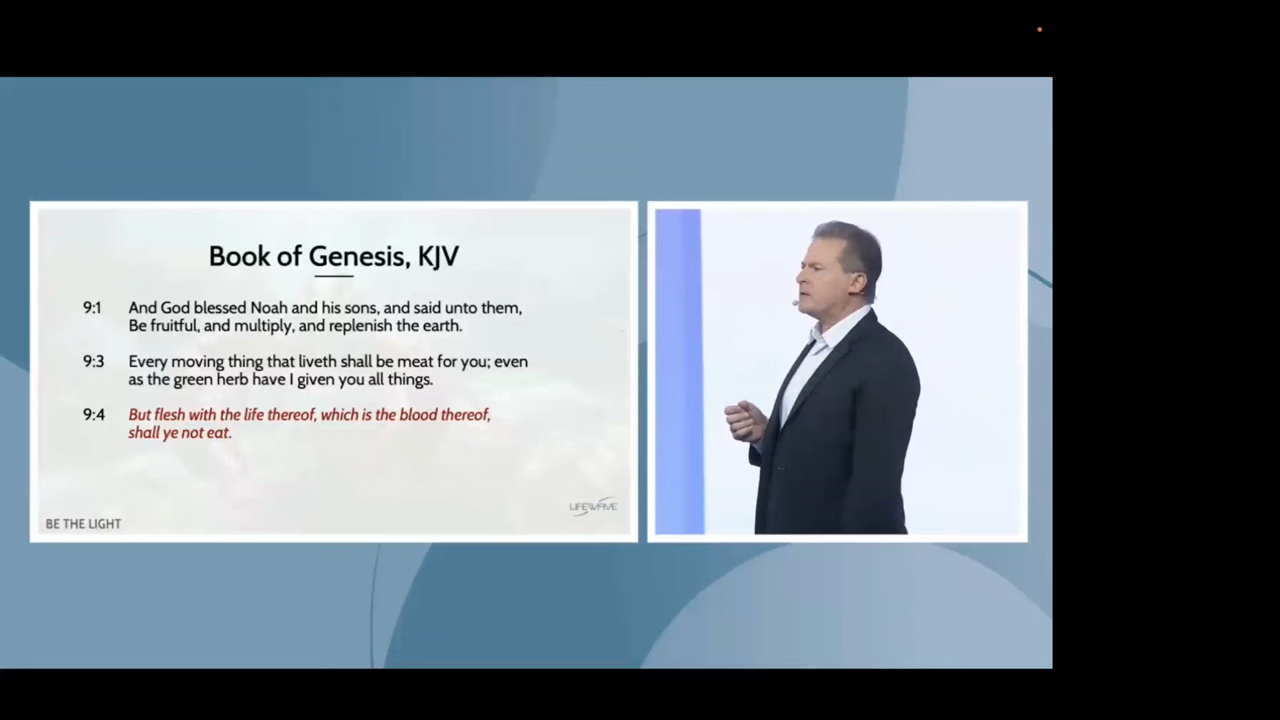 Book of Genesis, KJV
9:1 And God blessed Noah and his sons, and said unto them,
Be fruitful, and multiply, and replenish the earth.
9:3 Every moving thing that liveth shall be meat for you; even
as the green herb have I given you all things.
9:4 But flesh with the life thereof, which is the blood thereof,
shall ye not eat.
LIFEWAVE
BE THE LIGHT